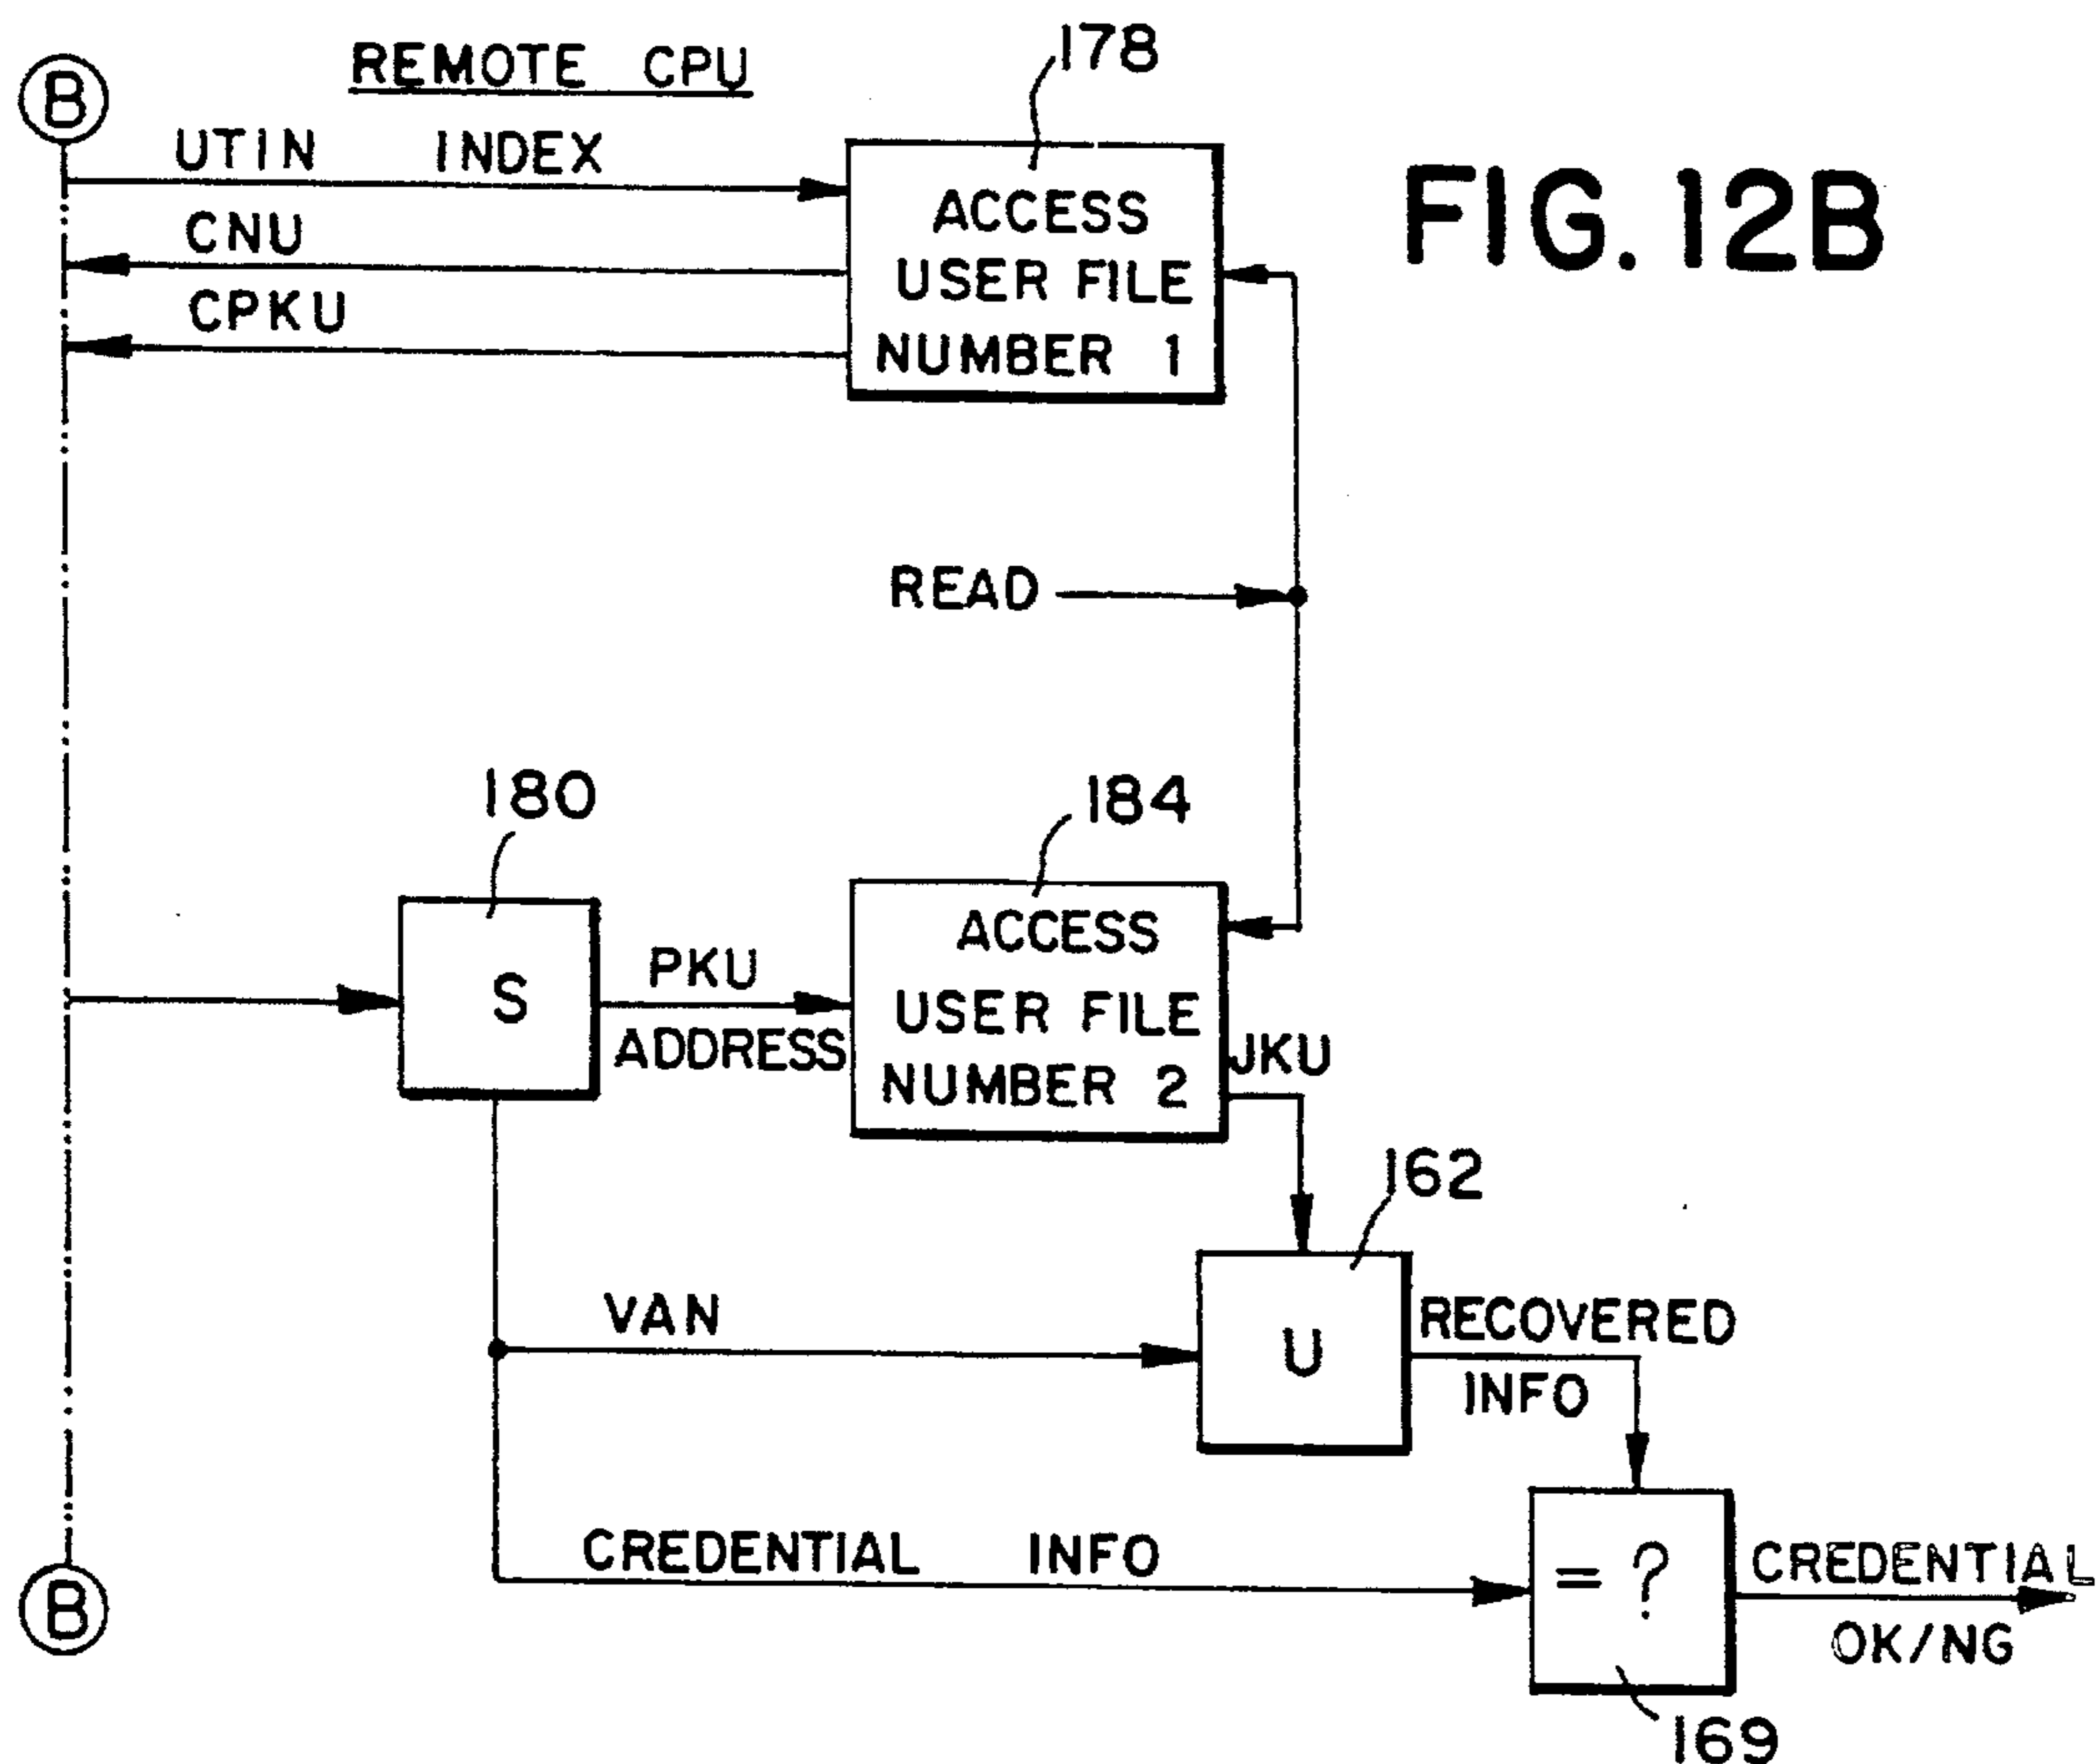 B
REMOTE CPU
178
UTIN INDEX
CNU
CPKU
ACCESS
USER FILE
NUMBER 1
FIG. 12B
READ
180
184
S
PKU
ADDRESS
ACCESS
USER FILE
NUMBER 2
JKU
162
VAN
U
RECOVERED
INFO
CREDENTIAL INFO
= ?
CREDENTIAL
OK/NG
B
169